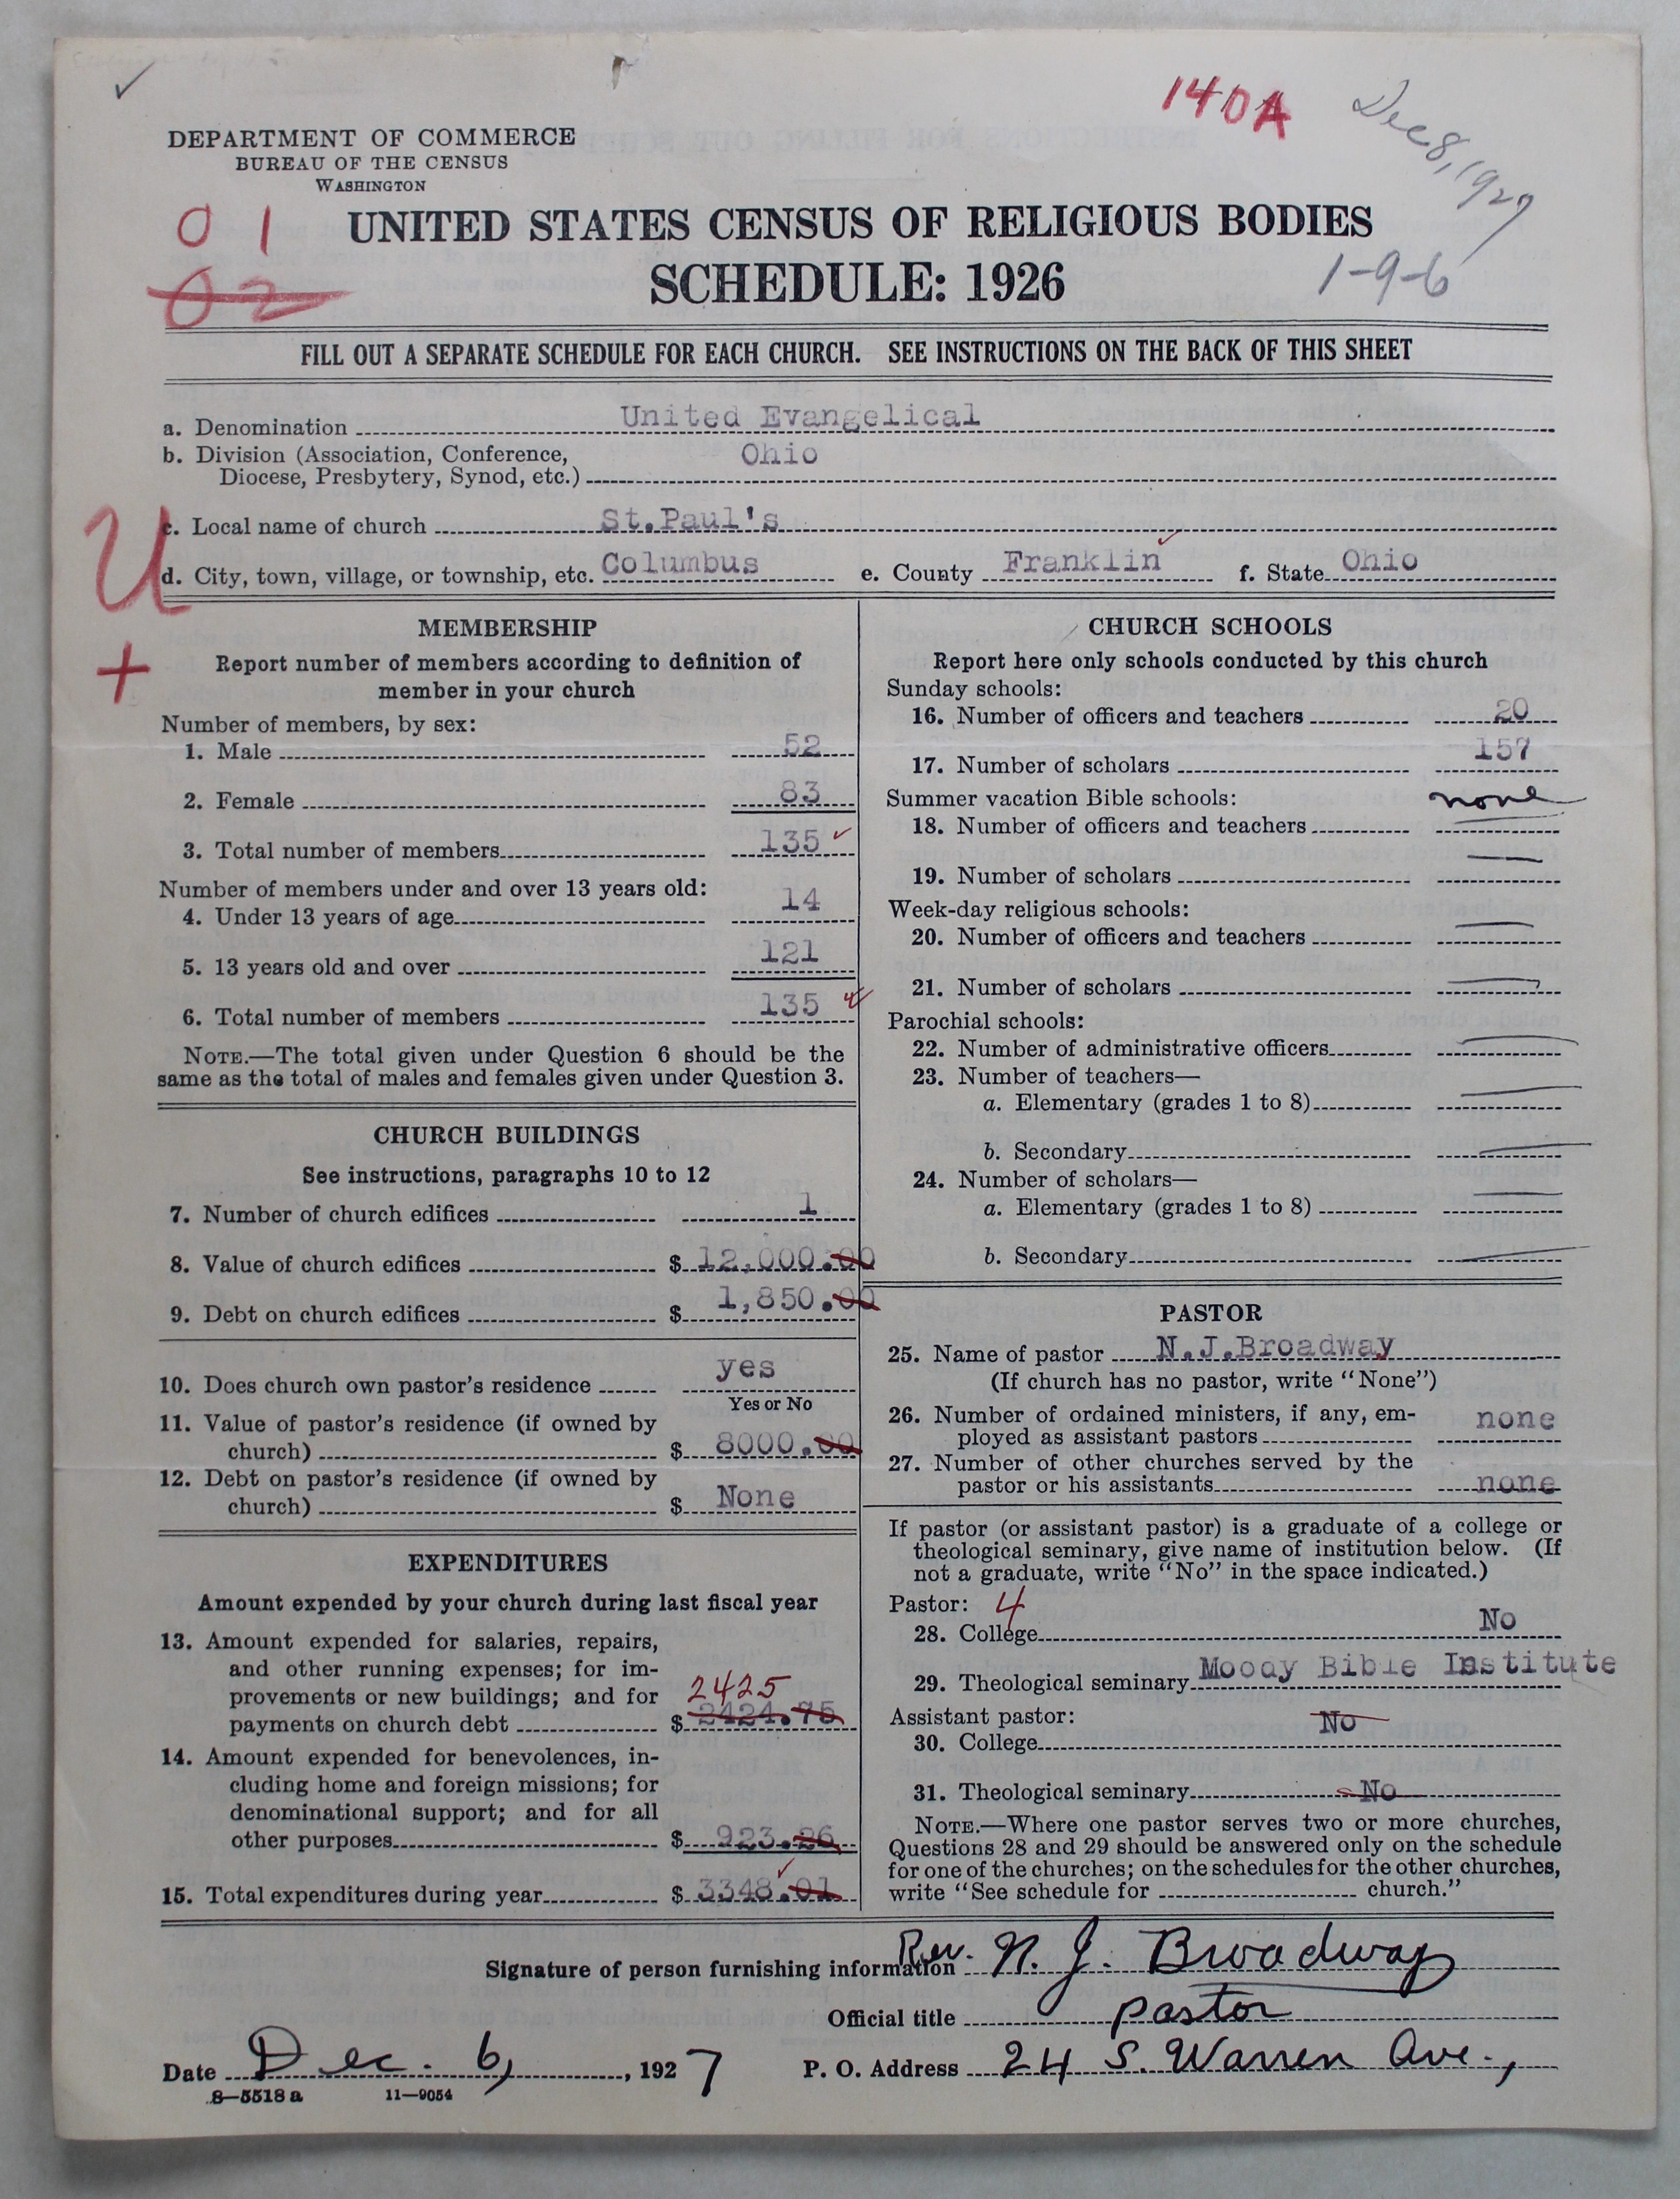 ✓
140A
Dec 8, 1927
DEPARTMENT OF COMMERCE
BUREAU OF THE CENSUS
WASHINGTON
01
02
UNITED STATES CENSUS OF RELIGIOUS BODIES
SCHEDULE: 1926
1-9-6
FILL OUT A SEPARATE SCHEDULE FOR EACH CHURCH. SEE INSTRUCTIONS ON THE BACK OF THIS SHEET
a. Denomination United Evangelical
b. Division (Association, Conference,
Diocese, Presbytery, Synod, etc.) Ohio
U
c. Local name of church St.Paul's
d. City, town, village, or township, etc. Columbus e. County Franklin ✓ f. State Ohio
+
MEMBERSHIP
Report number of members according to definition of
member in your church
Number of members, by sex:
1. Male 52
2. Female 83
3. Total number of members 135 ✓
Number of members under and over 13 years old:
4. Under 13 years of age 14
5. 13 years old and over 121
6. Total number of members 135
NOTE.—The total given under Question 6 should be the
same as the total of males and females given under Question 3.
CHURCH BUILDINGS
See instructions, paragraphs 10 to 12
7. Number of church edifices 1
8. Value of church edifices $ 12,000.00
9. Debt on church edifices $ 1,850.00
10. Does church own pastor's residence yes
Yes or No
11. Value of pastor's residence (if owned by
church) $ 8000.00
12. Debt on pastor's residence (if owned by
church) $ None
EXPENDITURES
Amount expended by your church during last fiscal year
13. Amount expended for salaries, repairs,
and other running expenses; for im-
provements or new buildings; and for 2425
payments on church debt $ 2424.75
14. Amount expended for benevolences, in-
cluding home and foreign missions; for
denominational support; and for all
other purposes $ 923.26
15. Total expenditures during year $ 3348.01 ✓
CHURCH SCHOOLS
Report here only schools conducted by this church
Sunday schools:
16. Number of officers and teachers 20
17. Number of scholars 157
Summer vacation Bible schools: none
18. Number of officers and teachers —
19. Number of scholars —
Week-day religious schools:
20. Number of officers and teachers —
21. Number of scholars —
Parochial schools:
22. Number of administrative officers —
23. Number of teachers—
a. Elementary (grades 1 to 8) —
b. Secondary —
24. Number of scholars—
a. Elementary (grades 1 to 8) —
b. Secondary —
PASTOR
25. Name of pastor N.J.Broadway
(If church has no pastor, write "None")
26. Number of ordained ministers, if any, em-
ployed as assistant pastors none
27. Number of other churches served by the
pastor or his assistants none
If pastor (or assistant pastor) is a graduate of a college or
theological seminary, give name of institution below. (If
not a graduate, write "No" in the space indicated.)
Pastor: 4
28. College No
29. Theological seminary Moody Bible Institute
Assistant pastor:
30. College No
31. Theological seminary No
NOTE.—Where one pastor serves two or more churches,
Questions 28 and 29 should be answered only on the schedule
for one of the churches; on the schedules for the other churches,
write "See schedule for church."
Signature of person furnishing information Rev. N. J. Broadway
Official title pastor
Date Dec. 6, , 1927 P. O. Address 24 S. Warren Ave.,
8—5518 a 11—9054